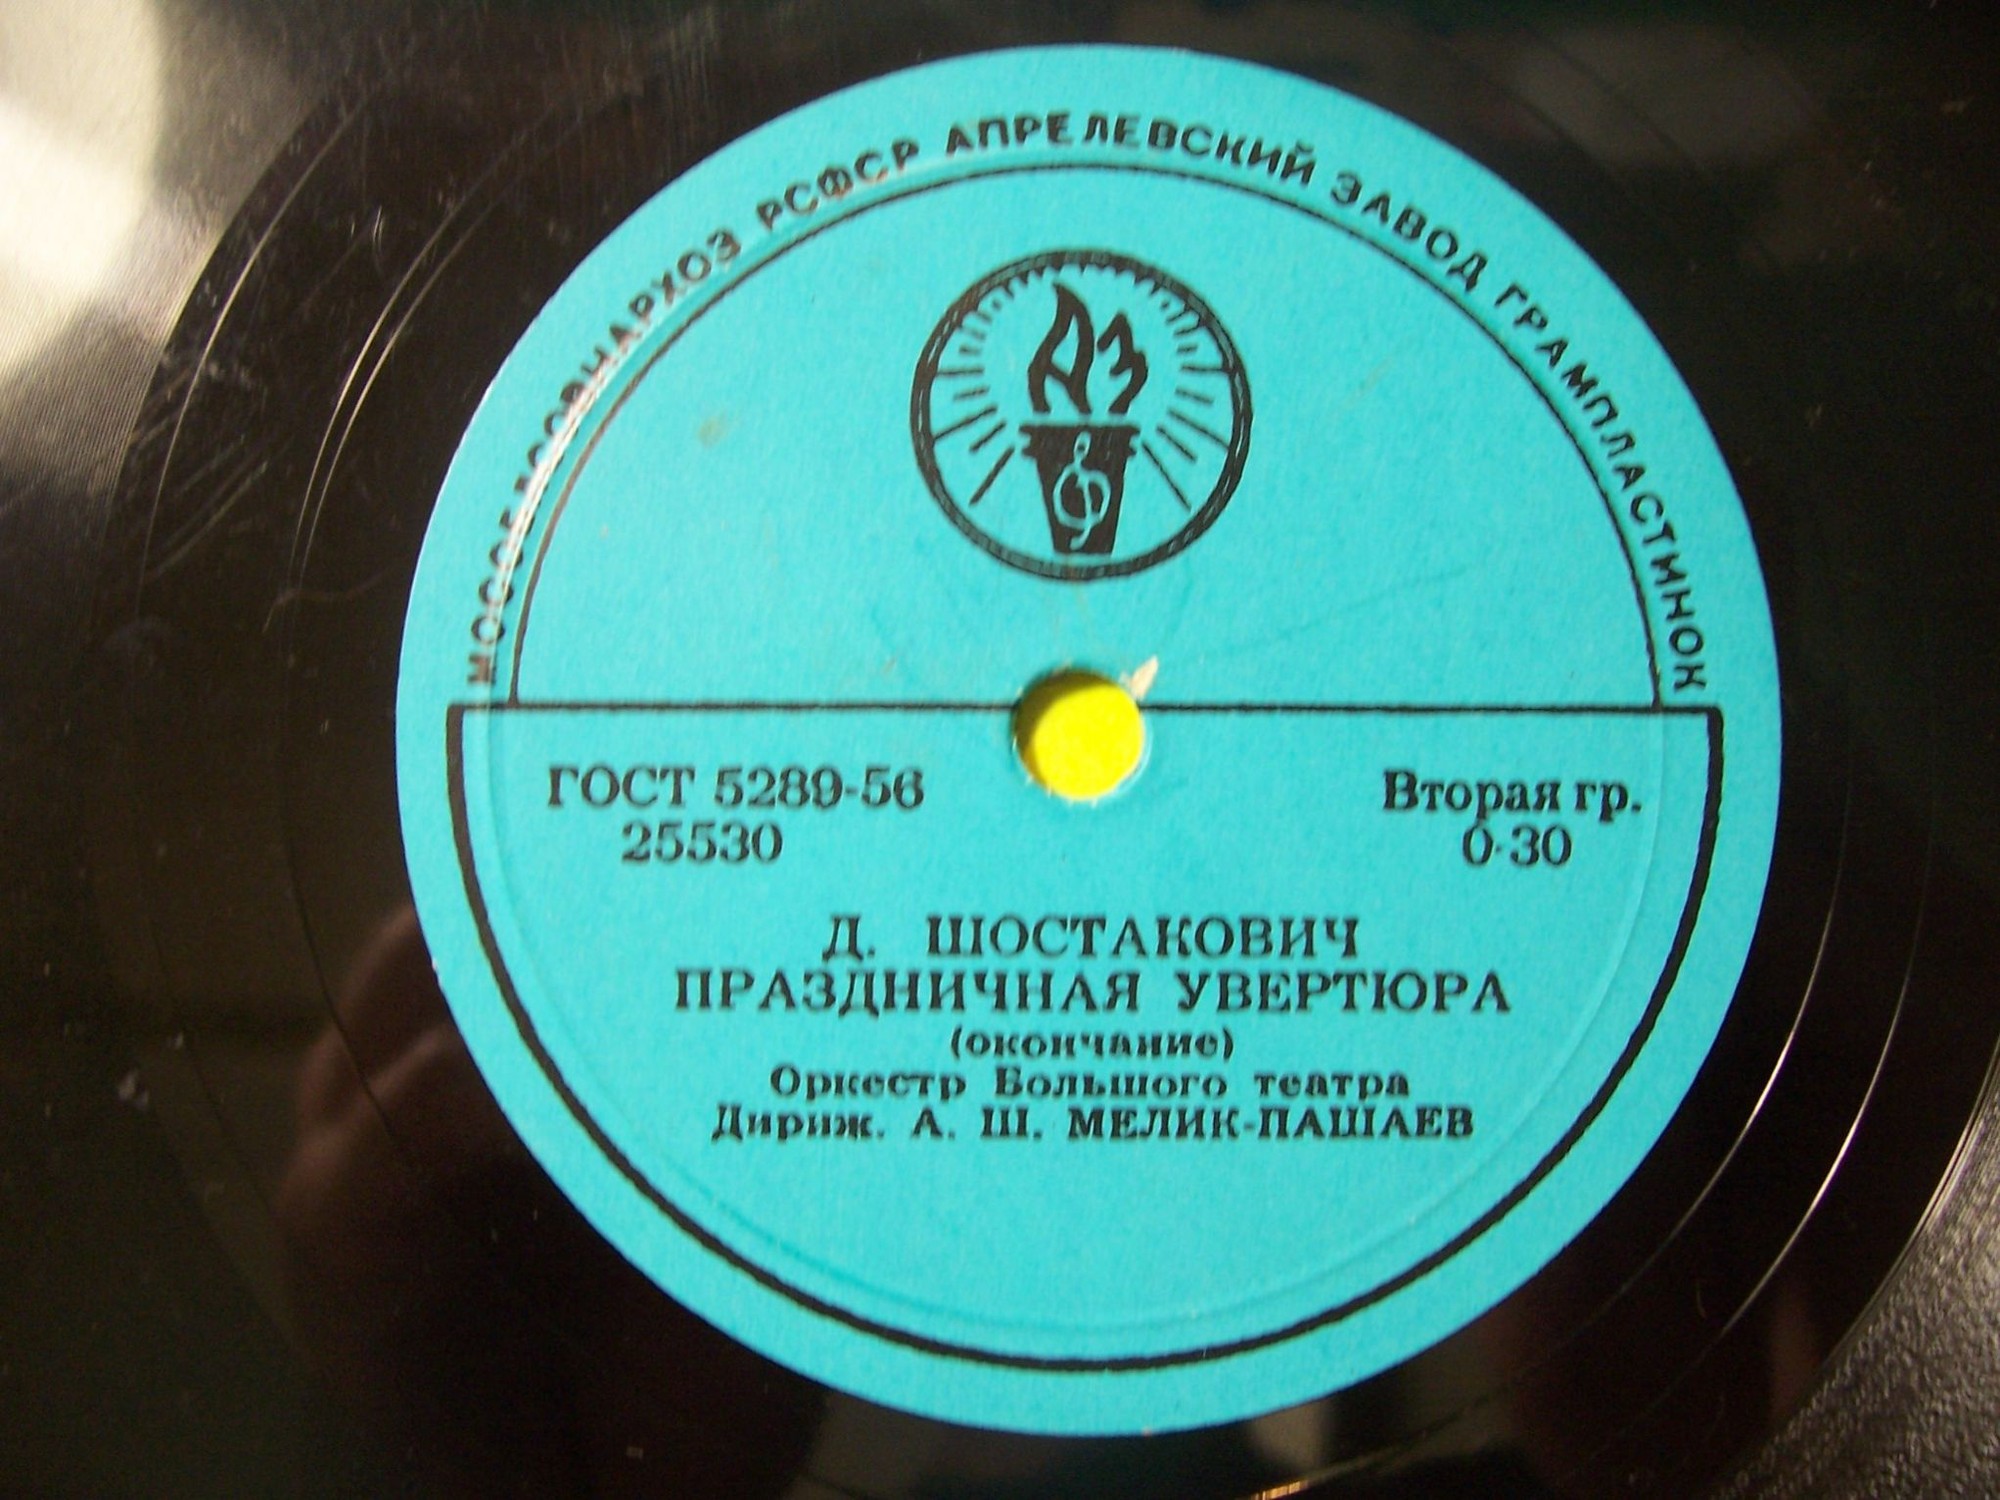 МОСОБЛСОВНАРХОЗ РСФСР АПРЕЛЕВСКИЙ ЗАВОД ГРАМПЛАСТИНОК
АЗ
ГОСТ 5289-56
25530
Вторая гр.
0-30
Д. ШОСТАКОВИЧ
ПРАЗДНИЧНАЯ УВЕРТЮРА
(окончание)
Оркестр Большого театра
Дириж. А. Ш. МЕЛИК-ПАШАЕВ